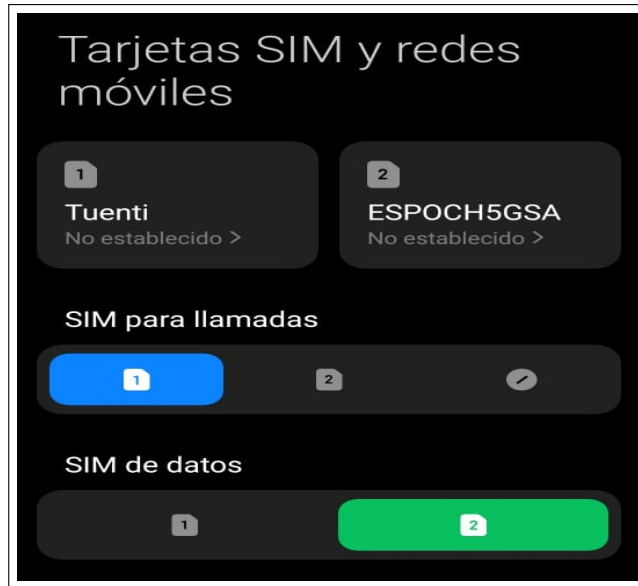 Tarjetas SIM y redes
móviles
1
2
Tuenti
ESPOCH5GSA
No establecido >
No establecido >
SIM para llamadas
1
2
SIM de datos
1
2